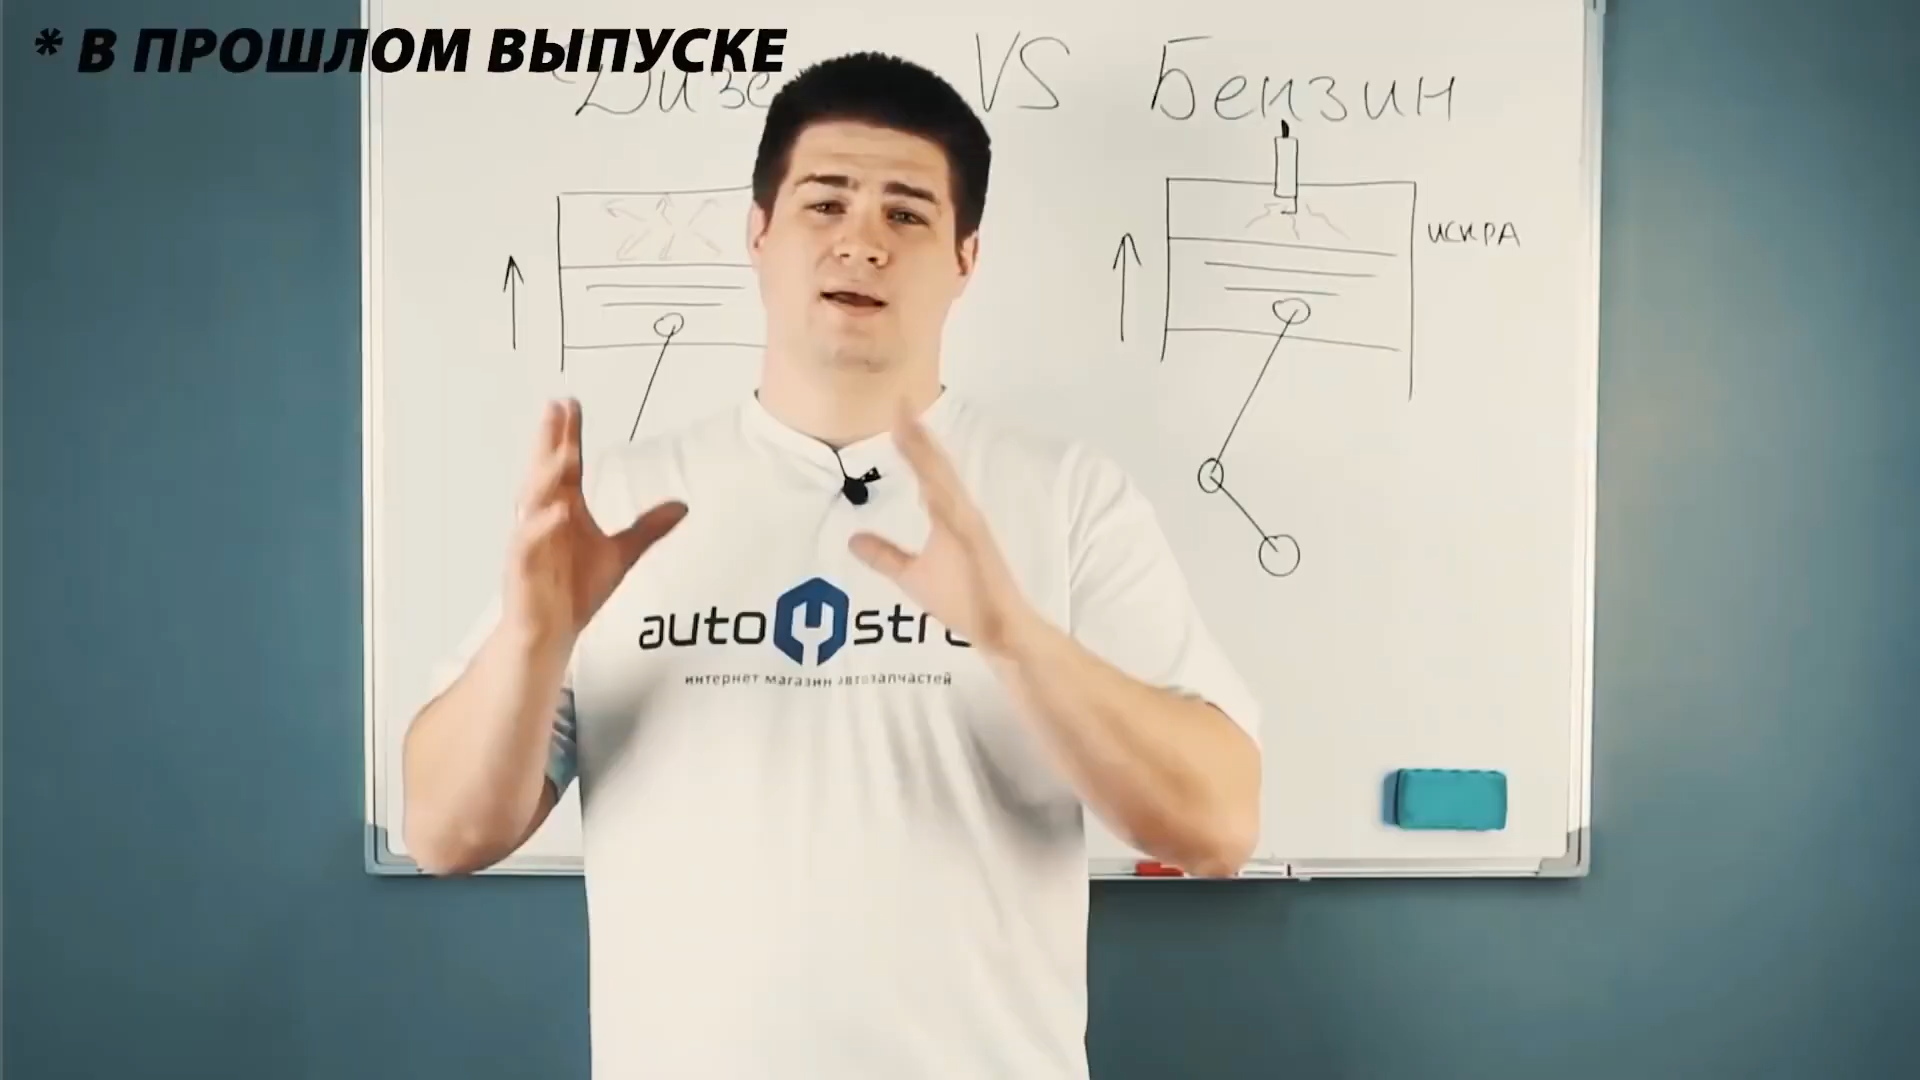 * В ПРОШЛОМ ВЫПУСКЕ
VS Бензин
ИСКРА
auto
интернет магазин автозапчастей